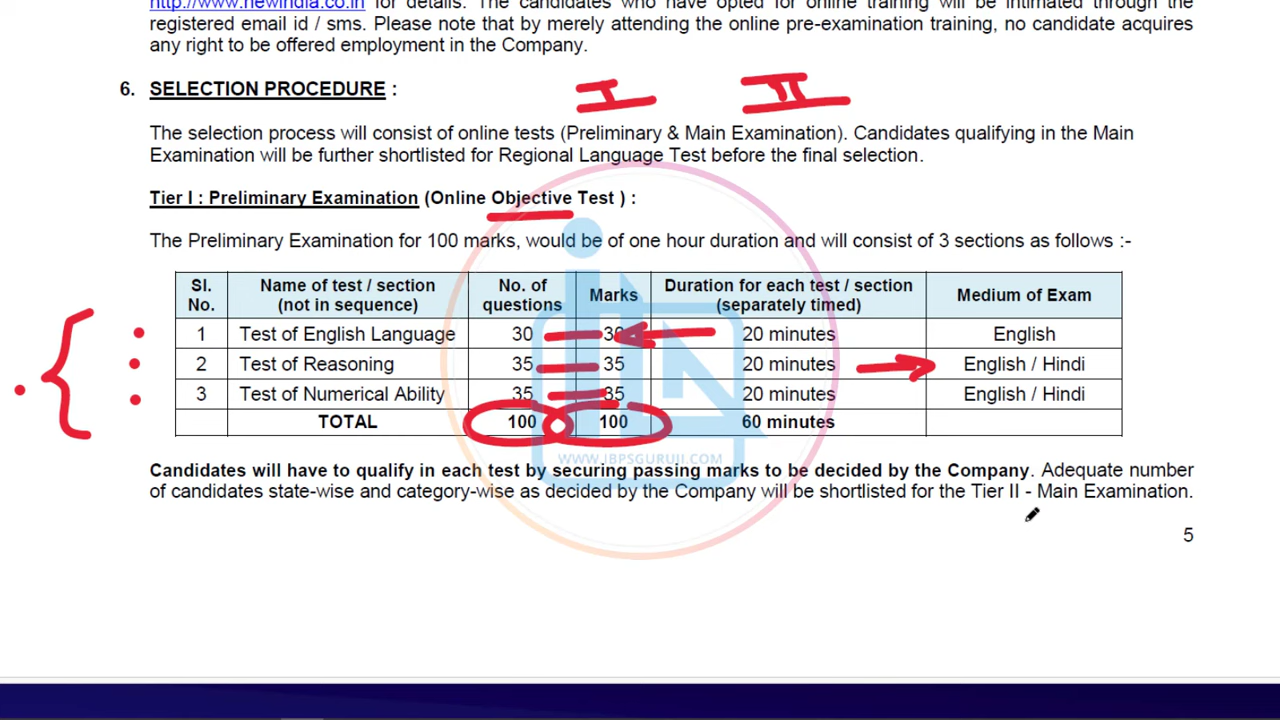 http://www.newindia.co.in for details. The candidates who have opted for online training will be intimated through the
registered email id / sms. Please note that by merely attending the online pre-examination training, no candidate acquires
any right to be offered employment in the Company.
6. SELECTION PROCEDURE :
I II
The selection process will consist of online tests (Preliminary & Main Examination). Candidates qualifying in the Main
Examination will be further shortlisted for Regional Language Test before the final selection.
Tier I : Preliminary Examination (Online Objective Test ) :
The Preliminary Examination for 100 marks, would be of one hour duration and will consist of 3 sections as follows :-
Sl. No. Name of test / section (not in sequence) No. of questions Marks Duration for each test / section (separately timed) Medium of Exam
1 Test of English Language 30 30 20 minutes English
2 Test of Reasoning 35 35 20 minutes English / Hindi
3 Test of Numerical Ability 35 35 20 minutes English / Hindi
TOTAL 100 100 60 minutes
WWW.IBPSGURUJI.COM
Candidates will have to qualify in each test by securing passing marks to be decided by the Company. Adequate number
of candidates state-wise and category-wise as decided by the Company will be shortlisted for the Tier II - Main Examination.
5